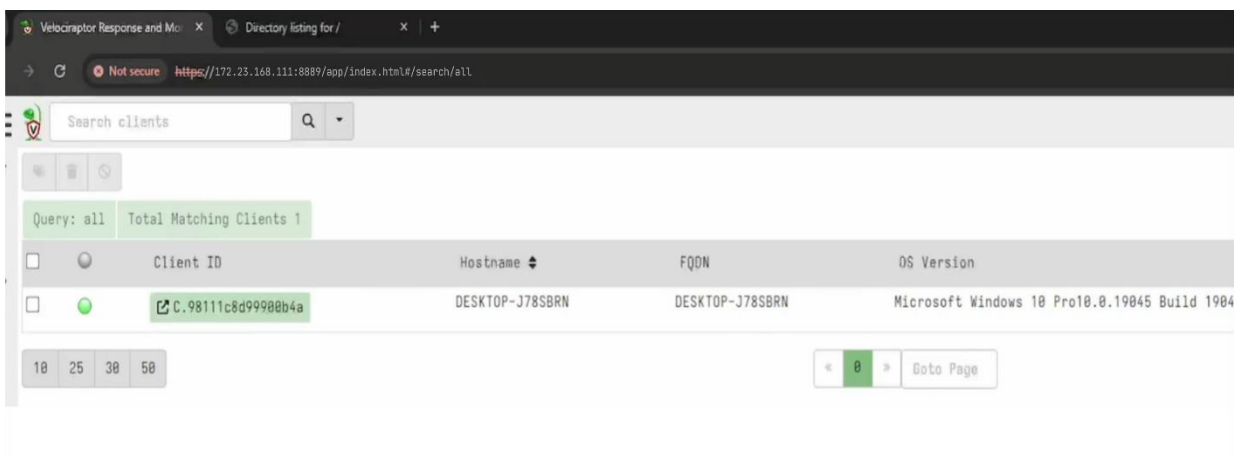 Velociraptor Response and Mo X Directory listing for / X +
Not secure https://172.23.168.111:8889/app/index.html#/search/all
Search clients
Query: all Total Matching Clients 1
Client ID Hostname FQDN OS Version
C.98111c8d99900b4a DESKTOP-J78SBRN DESKTOP-J78SBRN Microsoft Windows 10 Pro10.0.19045 Build 1904
10 25 30 50 « 0 » Goto Page